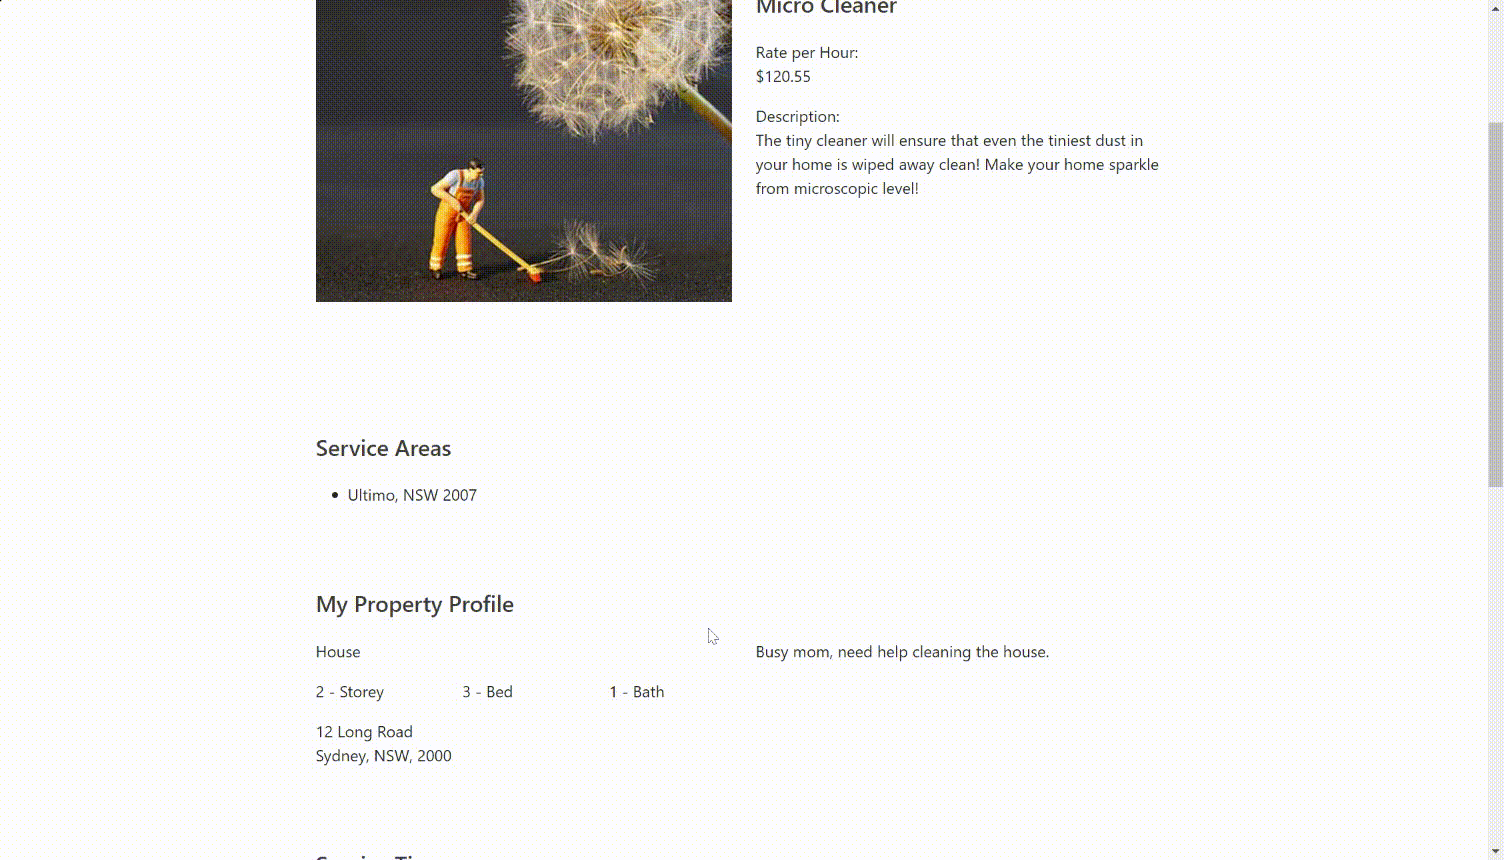 Micro Cleaner
Rate per Hour:
$120.55
Description:
The tiny cleaner will ensure that even the tiniest dust in
your home is wiped away clean! Make your home sparkle
from microscopic level!
Service Areas
• Ultimo, NSW 2007
My Property Profile
House
Busy mom, need help cleaning the house.
2 - Storey 3 - Bed 1 - Bath
12 Long Road
Sydney, NSW, 2000